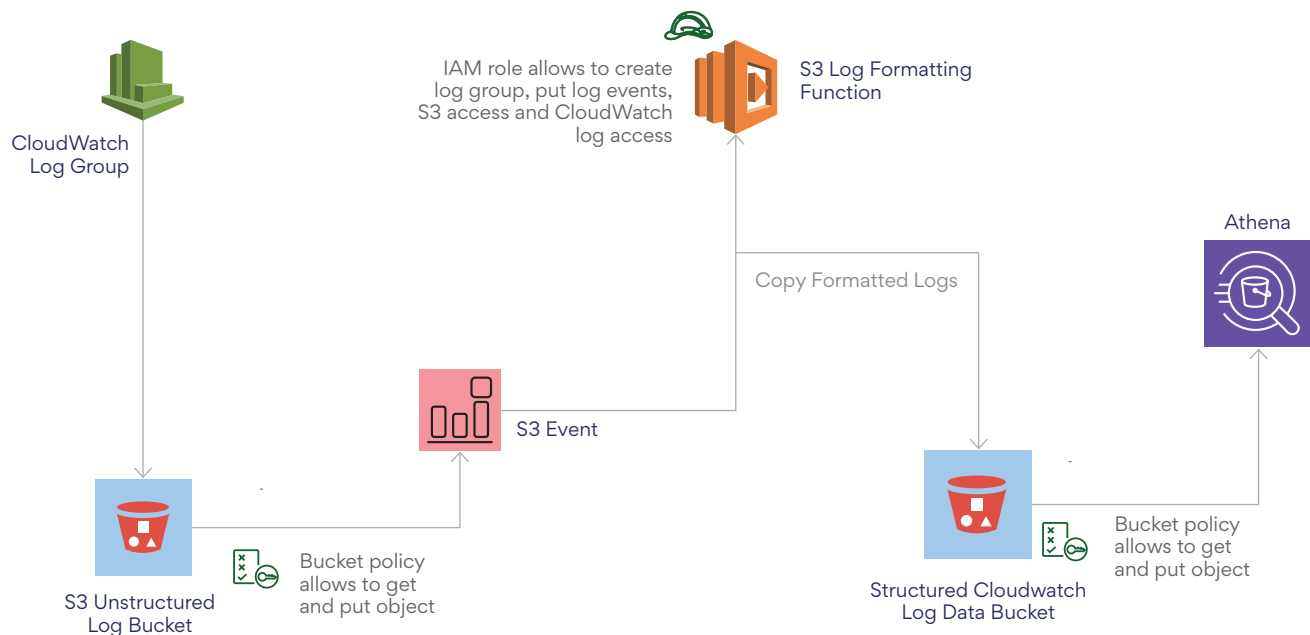 CloudWatch
Log Group
IAM role allows to create
log group, put log events,
S3 access and CloudWatch
log access
S3 Log Formatting
Function
Athena
Copy Formatted Logs
S3 Event
-
-
Bucket policy
allows to get
and put object
S3 Unstructured
Log Bucket
Bucket policy
allows to get
and put object
Structured Cloudwatch
Log Data Bucket